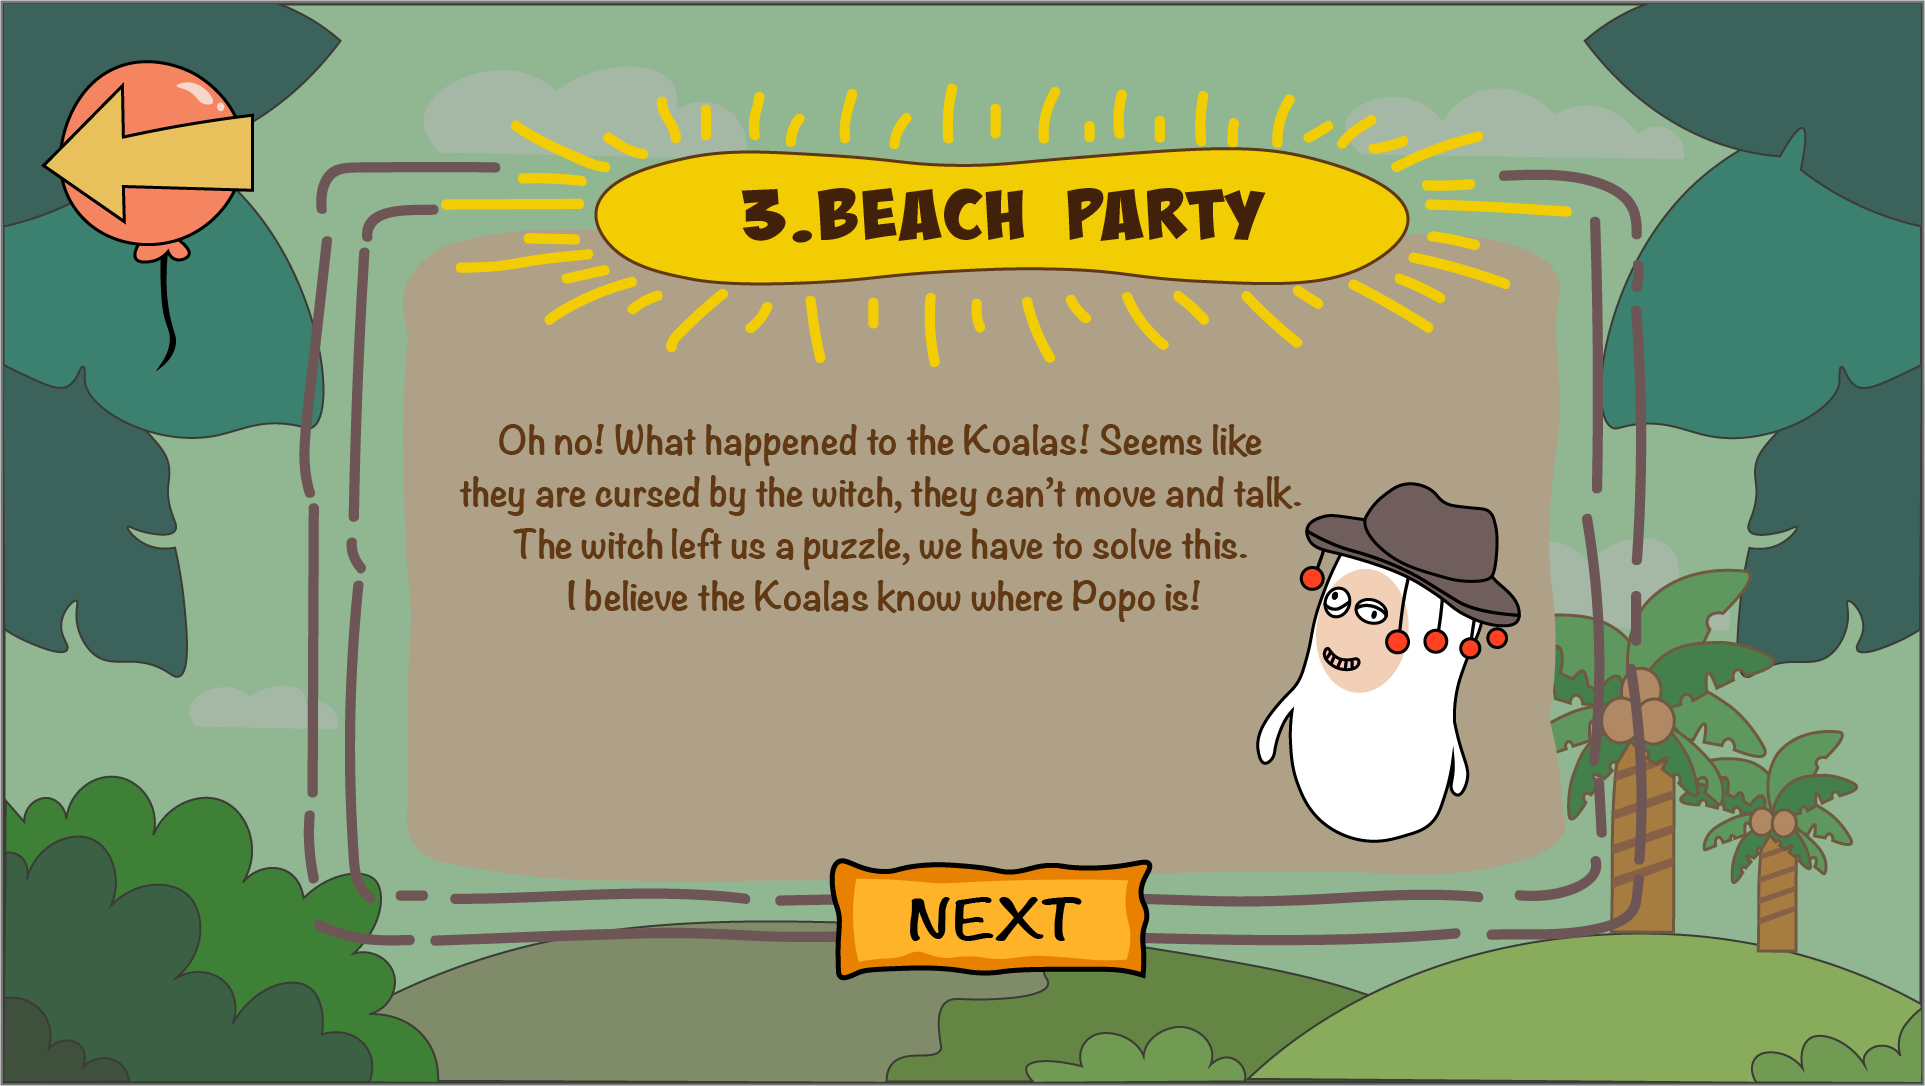 3.BEACH PARTY
Oh no! What happened to the Koalas! Seems like
they are cursed by the witch, they can't move and talk.
The witch left us a puzzle, we have to solve this.
I believe the Koalas know where Popo is!
NEXT